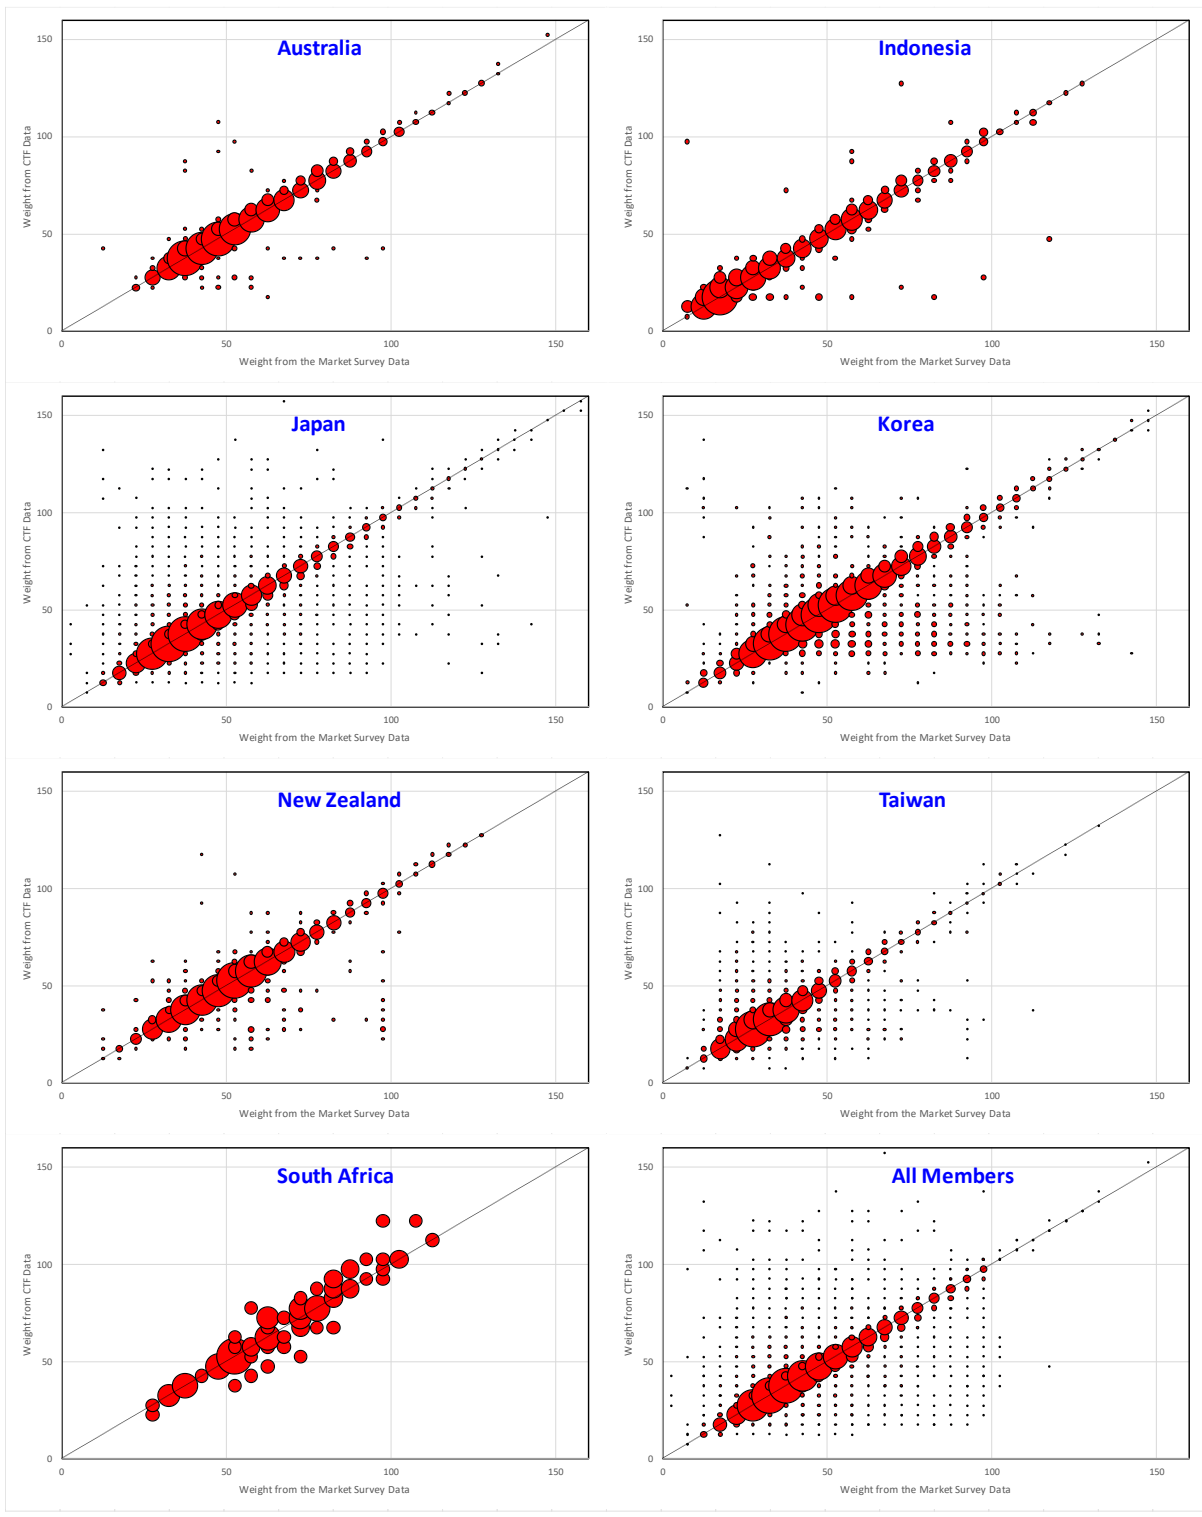 Australia
Weight from CTF Data
150
100
50
0
0 50 100 150
Weight from the Market Survey Data
Indonesia
Weight from CTF Data
150
100
50
0
0 50 100 150
Weight from the Market Survey Data
Japan
Weight from CTF Data
150
100
50
0
0 50 100 150
Weight from the Market Survey Data
Korea
Weight from CTF Data
150
100
50
0
0 50 100 150
Weight from the Market Survey Data
New Zealand
Weight from CTF Data
150
100
50
0
0 50 100 150
Weight from the Market Survey Data
Taiwan
Weight from CTF Data
150
100
50
0
0 50 100 150
Weight from the Market Survey Data
South Africa
Weight from CTF Data
150
100
50
0
0 50 100 150
Weight from the Market Survey Data
All Members
Weight from CTF Data
150
100
50
0
0 50 100 150
Weight from the Market Survey Data